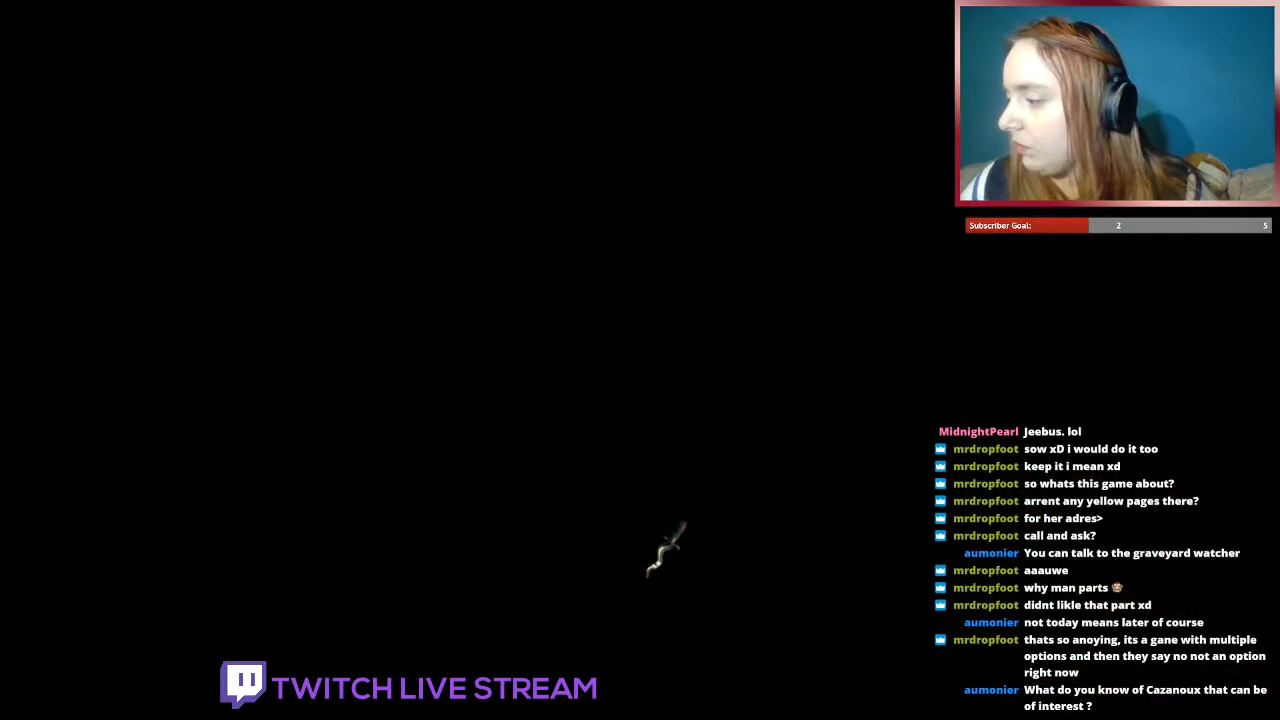 Subscriber Goal: 2 5
MidnightPearl Jeebus. lol
mrdropfoot sow xD i would do it too
mrdropfoot keep it i mean xd
mrdropfoot so whats this game about?
mrdropfoot arrent any yellow pages there?
mrdropfoot for her adres>
mrdropfoot call and ask?
aumonier You can talk to the graveyard watcher
mrdropfoot aaauwe
mrdropfoot why man parts
mrdropfoot didnt likle that part xd
aumonier not today means later of course
mrdropfoot thats so anoying, its a gane with multiple
options and then they say no not an option
right now
aumonier What do you know of Cazanoux that can be
of interest ?
TWITCH LIVE STREAM